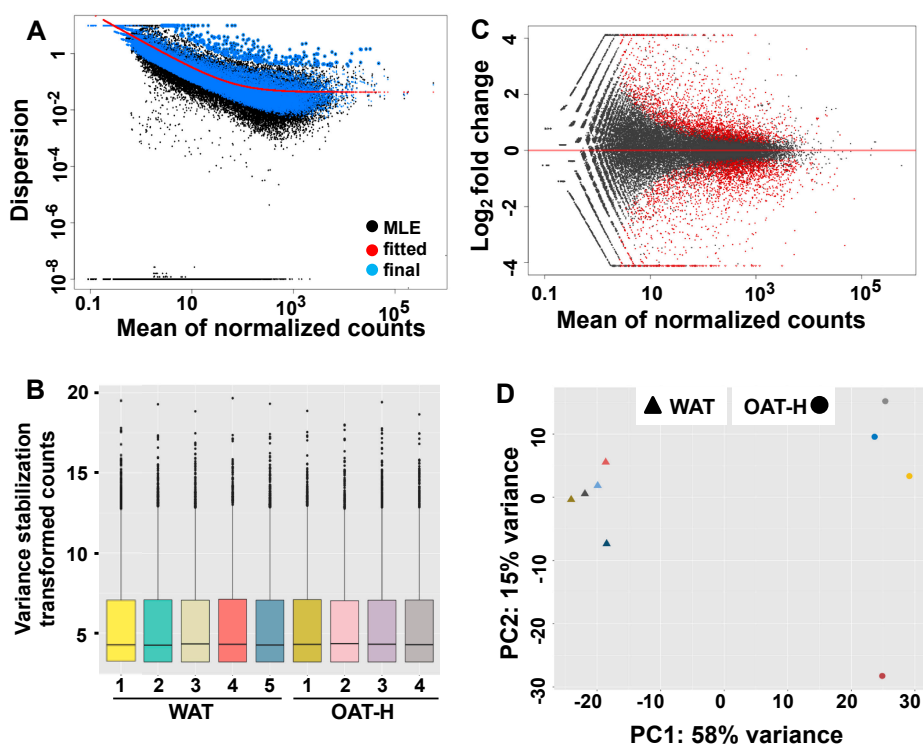 A
Dispersion
1
10-2
10-4
10-6
10-8
0.1
10
10³
10⁵
Mean of normalized counts
MLE
fitted
final
C
Log₂ fold change
4
2
0
-2
-4
0.1
10
10³
10⁵
Mean of normalized counts
B
Variance stabilization
transformed counts
20
15
10
5
1 2 3 4 5 1 2 3 4
WAT OAT-H
D
WAT OAT-H
PC2: 15% variance
10
0
-10
-20
-30
-20 -10 0 10 20 30
PC1: 58% variance